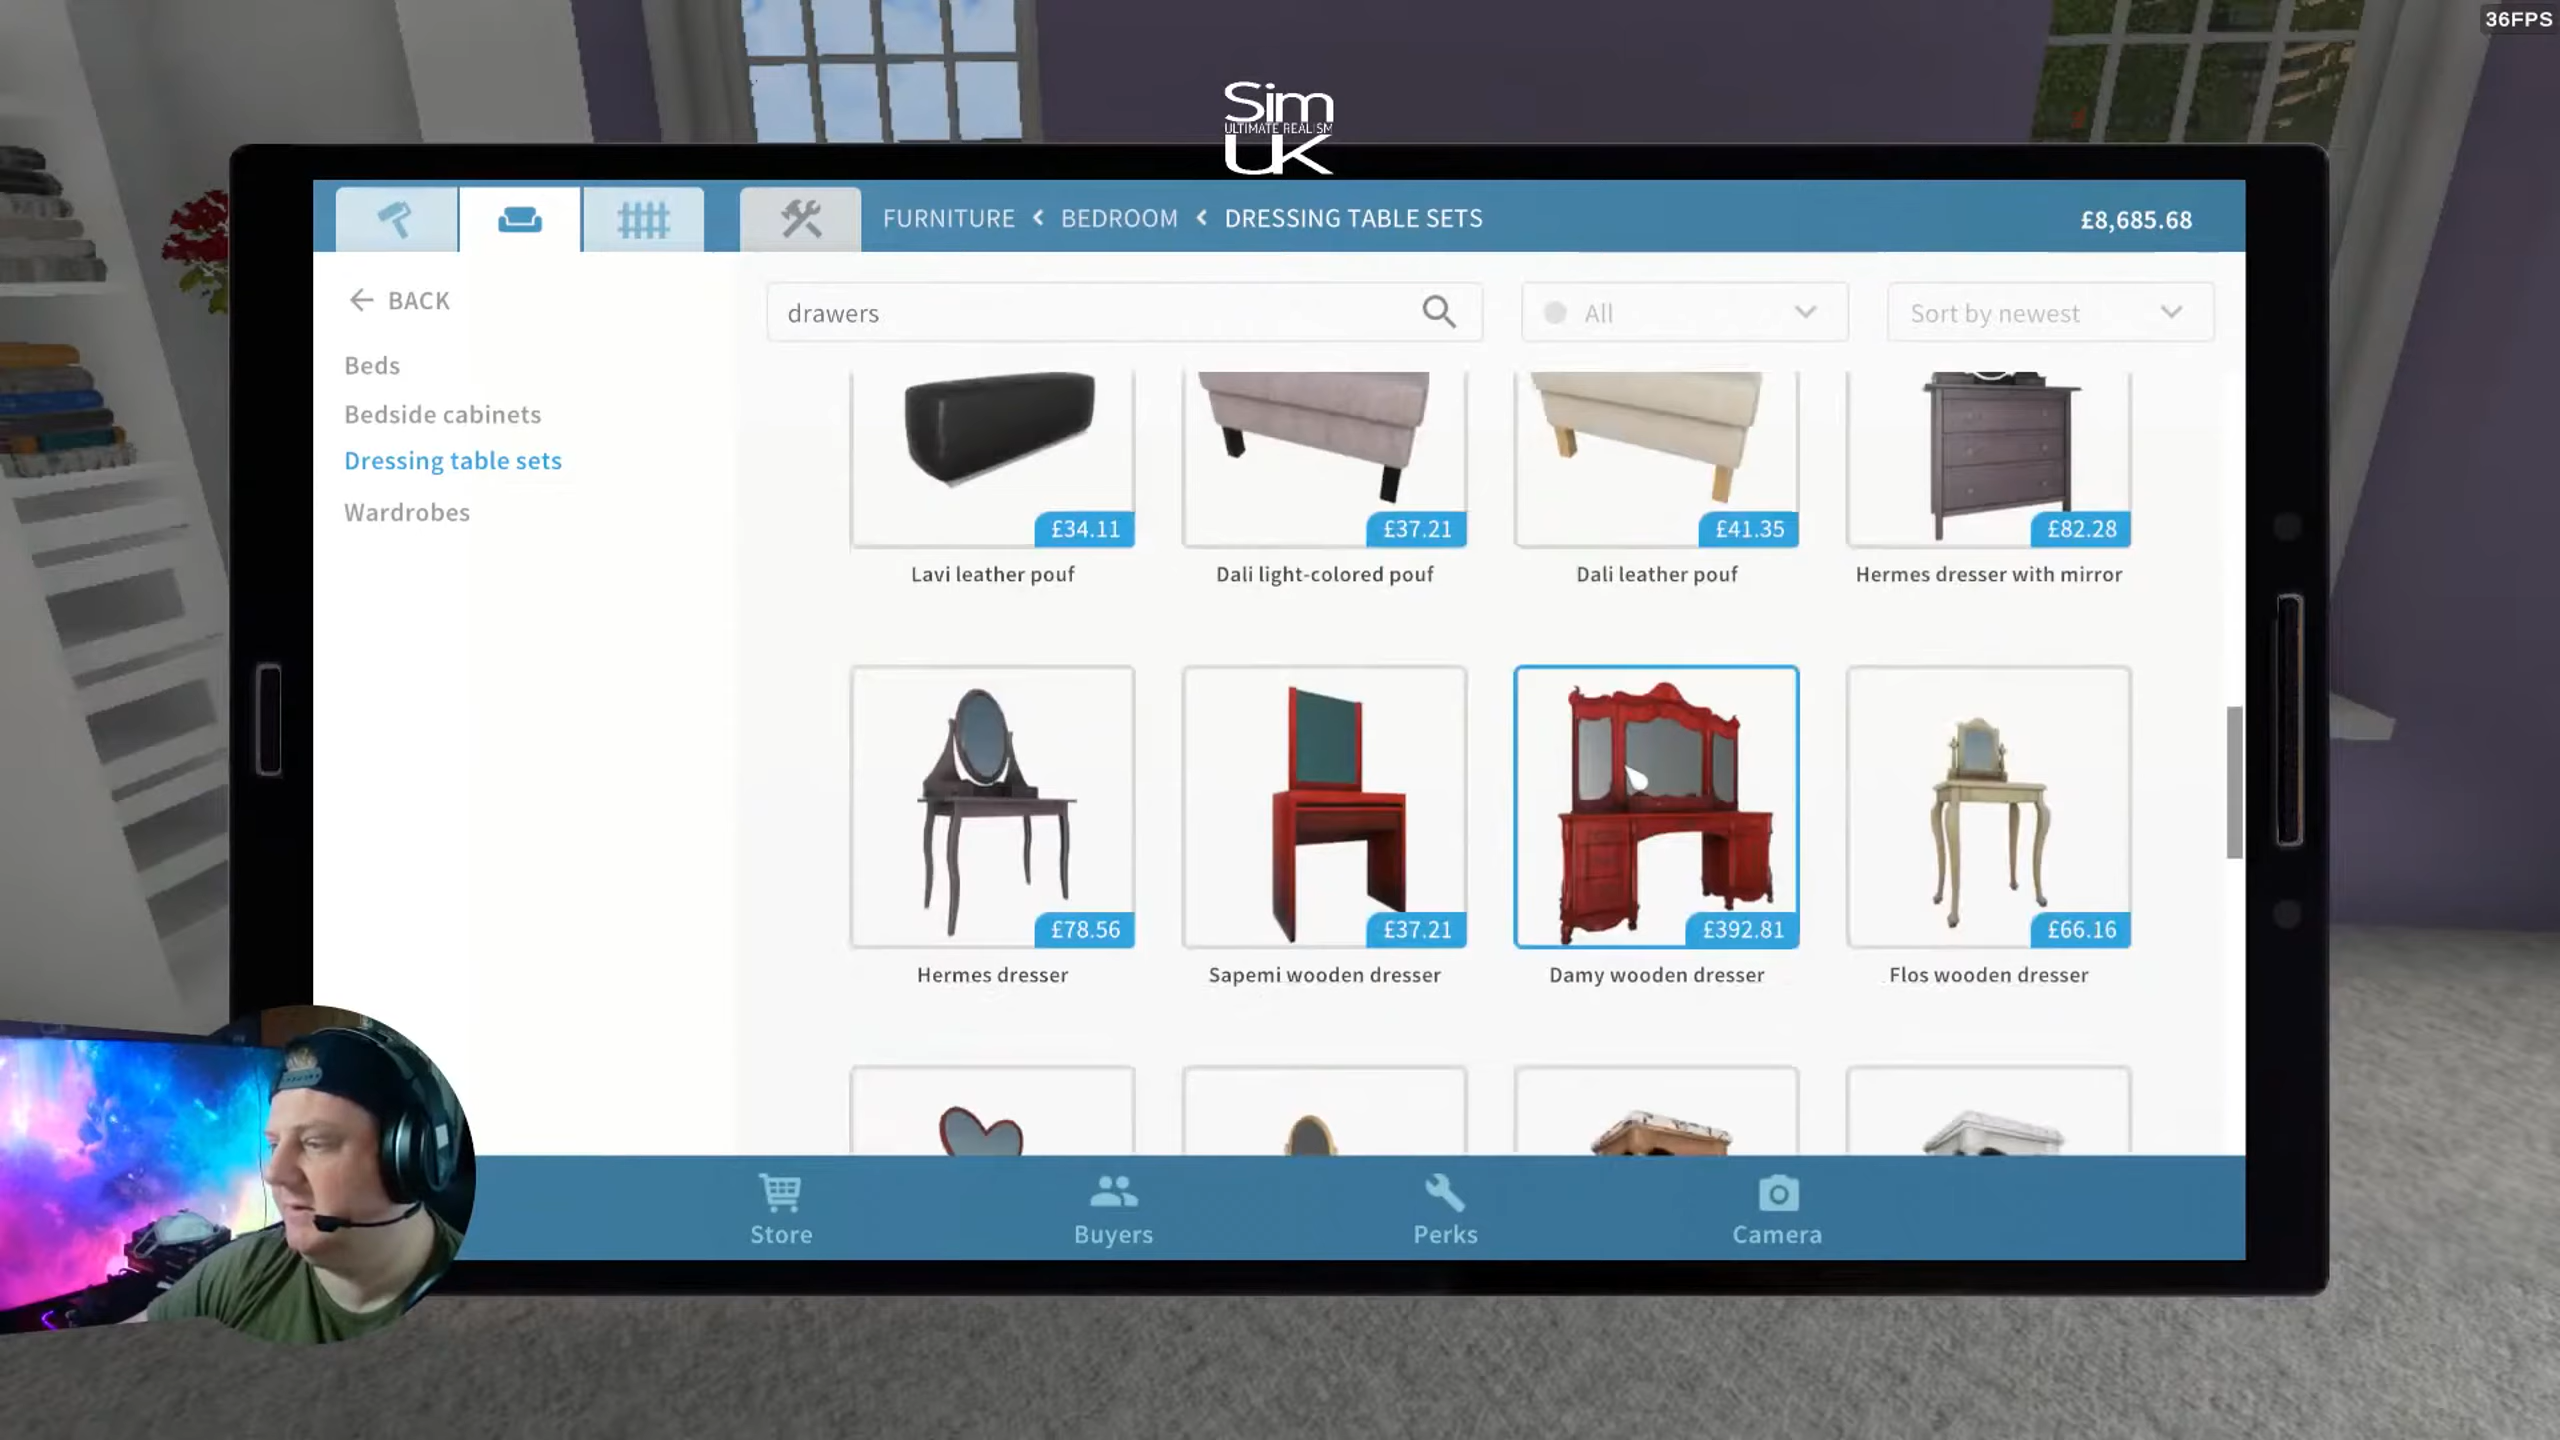 36FPS
Sim
ULTIMATE REALISM
UK
FURNITURE < BEDROOM < DRESSING TABLE SETS
£8,685.68
BACK
drawers
All
Sort by newest
Beds
Bedside cabinets
Dressing table sets
Wardrobes
£34.11
£37.21
£41.35
£82.28
Lavi leather pouf
Dali light-colored pouf
Dali leather pouf
Hermes dresser with mirror
£78.56
£37.21
£392.81
£66.16
Hermes dresser
Sapemi wooden dresser
Damy wooden dresser
Flos wooden dresser
Store
Buyers
Perks
Camera